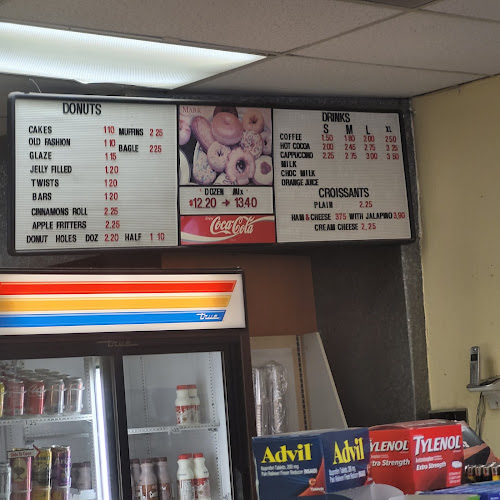 DONUTS
CAKES 1 10
OLD FASHION 1 10
GLAZE 1 15
JELLY FILLED 1.20
TWISTS 1.20
BARS 1.20
CINNAMONS ROLL 2.25
APPLE FRITTERS 2.25
DONUT HOLES DOZ 2.20 HALF 1 10
MUFFINS 2 25
BAGLE 2 25
DOZEN /Mix
$12.20 → 13.40
Coca-Cola
DRINKS
S M L XL
COFFEE 1.50 1 80 2 00 2 50
HOT COCOA 2 00 2 45 2 75 3 25
CAPPUCCINO 2 25 2 75 3 00 3 50
MILK
CHOC MILK
ORANGE JUICE
CROISSANTS
PLAIN 2.25
HAM & CHEESE 3.75 WITH JALAPINO 3,90
CREAM CHEESE 2.25
true
true
Advil
Advil
TYLENOL
Extra Strength
TYLENOL
Extra Strength